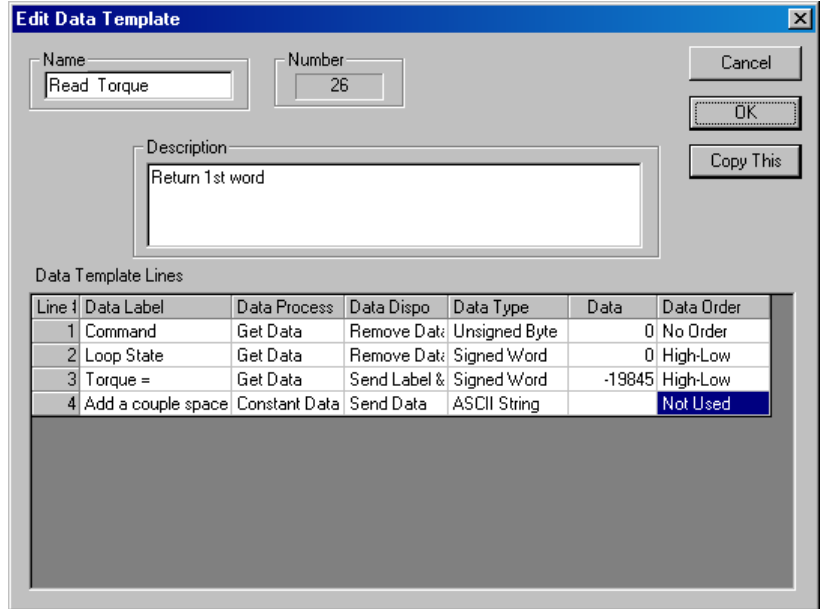 Edit Data Template
Name
Read Torque
Number
26
Cancel
OK
Copy This
Description
Return 1st word
Data Template Lines
Line # Data Label Data Process Data Dispo Data Type Data Data Order
1 Command Get Data Remove Data Unsigned Byte 0 No Order
2 Loop State Get Data Remove Data Signed Word 0 High-Low
3 Torque = Get Data Send Label & Signed Word -19845 High-Low
4 Add a couple space Constant Data Send Data ASCII String Not Used